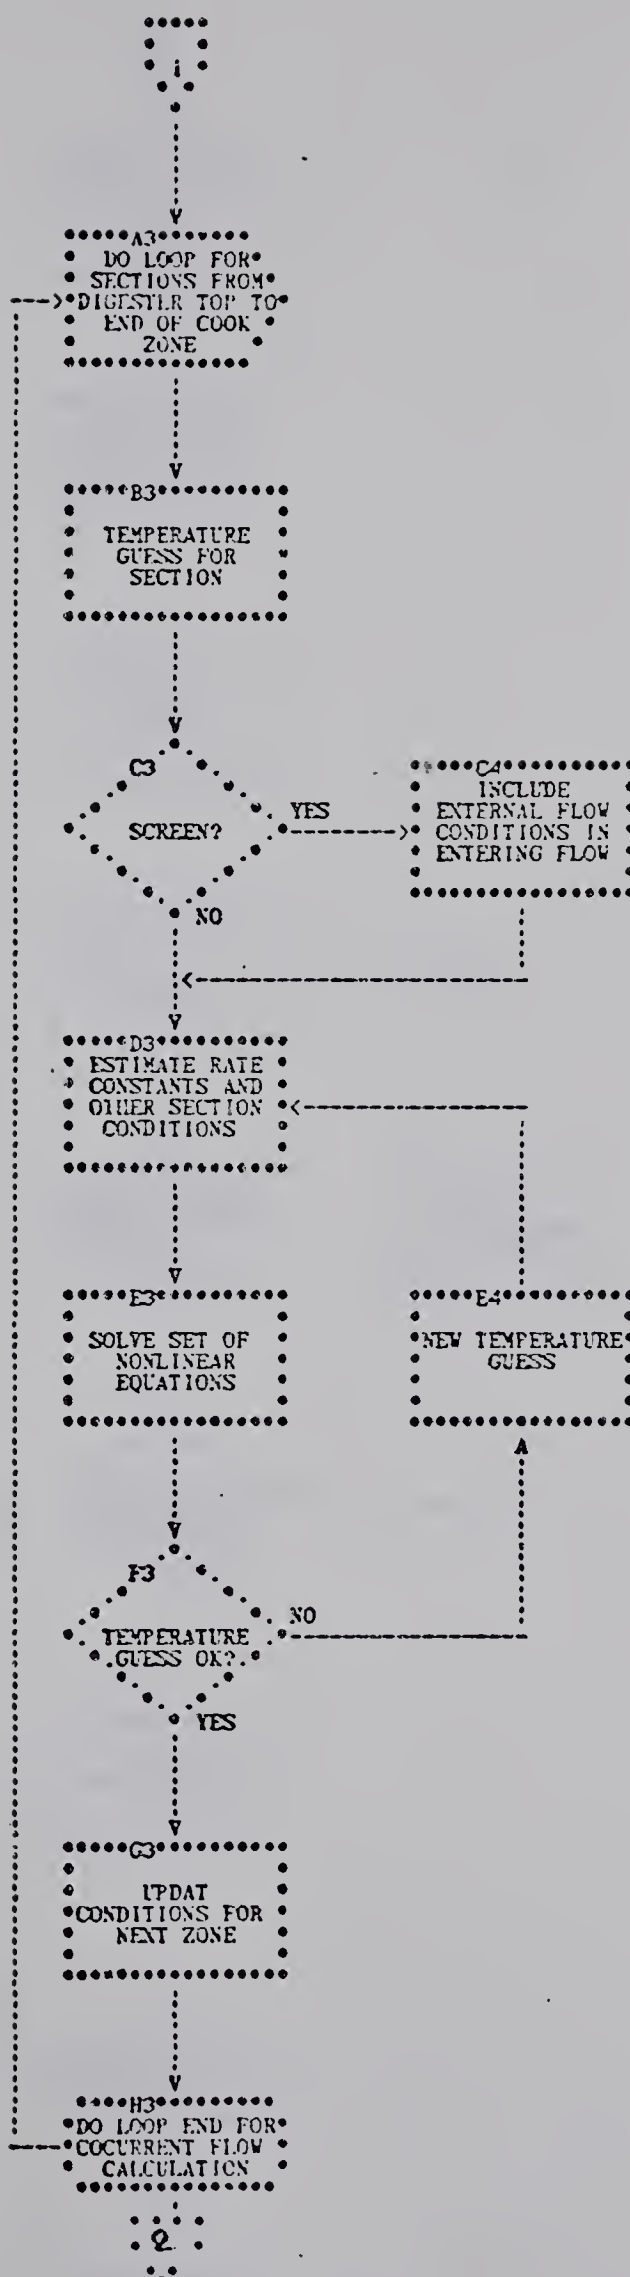 1
A3
DO LOOP FOR
SECTIONS FROM
DIGESTER TOP TO
END OF COOK
ZONE
B3
TEMPERATURE
GUESS FOR
SECTION
C3
SCREEN?
YES
NO
C4
INCLUDE
EXTERNAL FLOW
CONDITIONS IN
ENTERING FLOW
D3
ESTIMATE RATE
CONSTANTS AND
OTHER SECTION
CONDITIONS
E3
SOLVE SET OF
NONLINEAR
EQUATIONS
E4
NEW TEMPERATURE
GUESS
F3
TEMPERATURE
GUESS OK?
NO
YES
G3
UPDAT
CONDITIONS FOR
NEXT ZONE
H3
DO LOOP END FOR
COCURRENT FLOW
CALCULATION
2